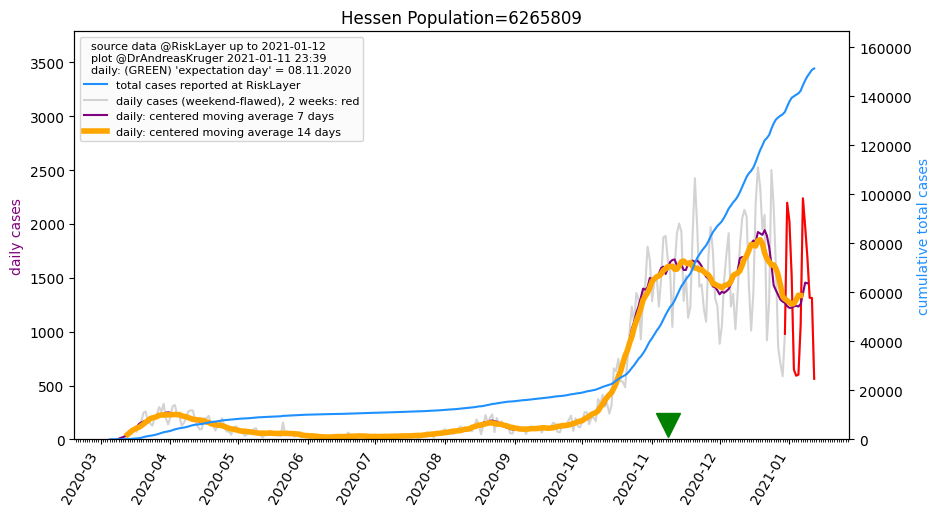 Hessen Population=6265809
source data @RiskLayer up to 2021-01-12
plot @DrAndreasKruger 2021-01-11 23:39
daily: (GREEN) 'expectation day' = 08.11.2020
total cases reported at RiskLayer
daily cases (weekend-flawed), 2 weeks: red
daily: centered moving average 7 days
daily: centered moving average 14 days
daily cases
3500
3000
2500
2000
1500
1000
500
0
160000
140000
120000
100000
80000
60000
40000
20000
0
cumulative total cases
2020-03
2020-04
2020-05
2020-06
2020-07
2020-08
2020-09
2020-10
2020-11
2020-12
2021-01